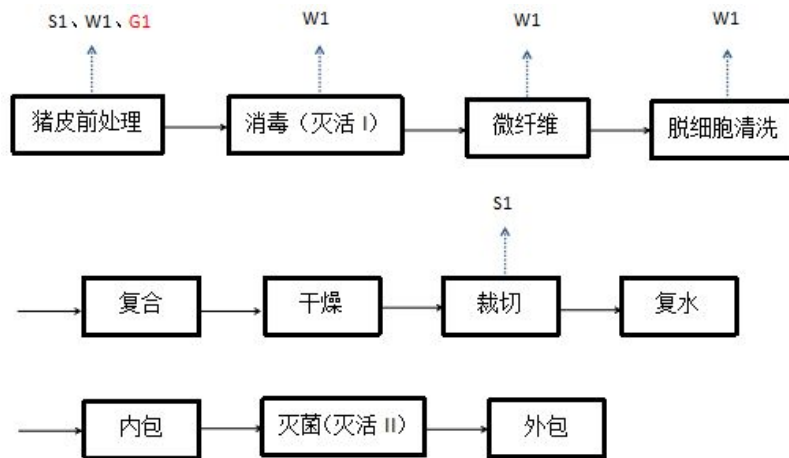 S1、W1、G1 W1 W1 W1
猪皮前处理 消毒（灭活 I） 微纤维 脱细胞清洗
S1
复合 干燥 裁切 复水
内包 灭菌(灭活 II) 外包